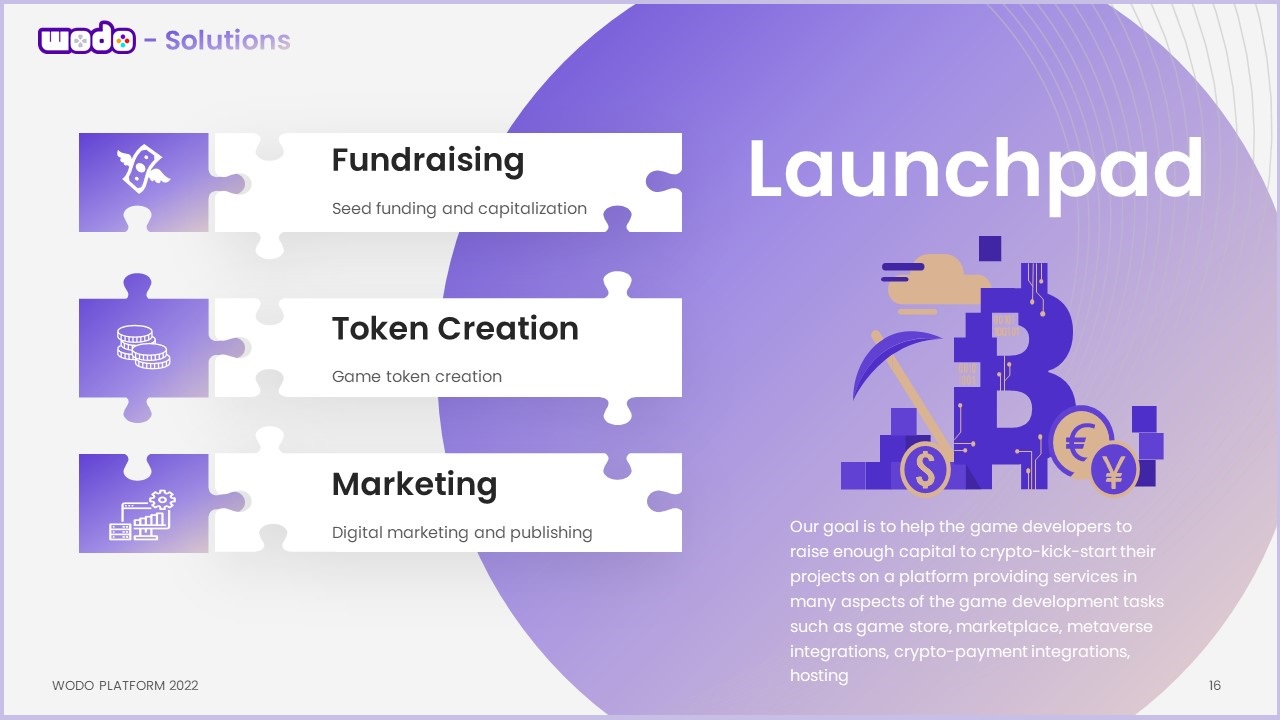 wodo - Solutions
Fundraising
Seed funding and capitalization
Token Creation
Game token creation
Marketing
Digital marketing and publishing
Launchpad
$
€
¥
Our goal is to help the game developers to
raise enough capital to crypto-kick-start their
projects on a platform providing services in
many aspects of the game development tasks
such as game store, marketplace, metaverse
integrations, crypto-payment integrations,
hosting
WODO PLATFORM 2022
16